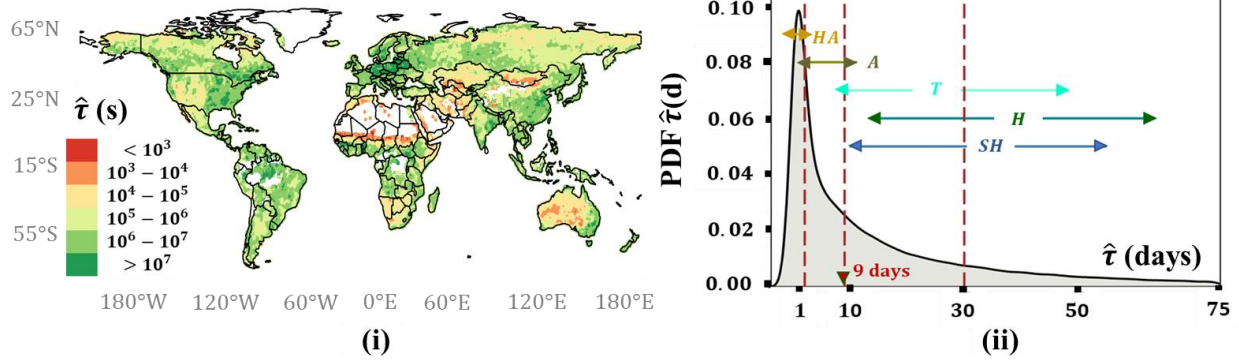 65°N
25°N
15°S
55°S
τ̂ (s)
< 10³
10³ − 10⁴
10⁴ − 10⁵
10⁵ − 10⁶
10⁶ − 10⁷
> 10⁷
180°W 120°W 60°W 0°E 60°E 120°E 180°E
(i)
PDF τ̂(d)
0.10
0.08
0.06
0.04
0.02
0.00
HA
A
T
H
SH
τ̂ (days)
9 days
1 10 30 50 75
(ii)